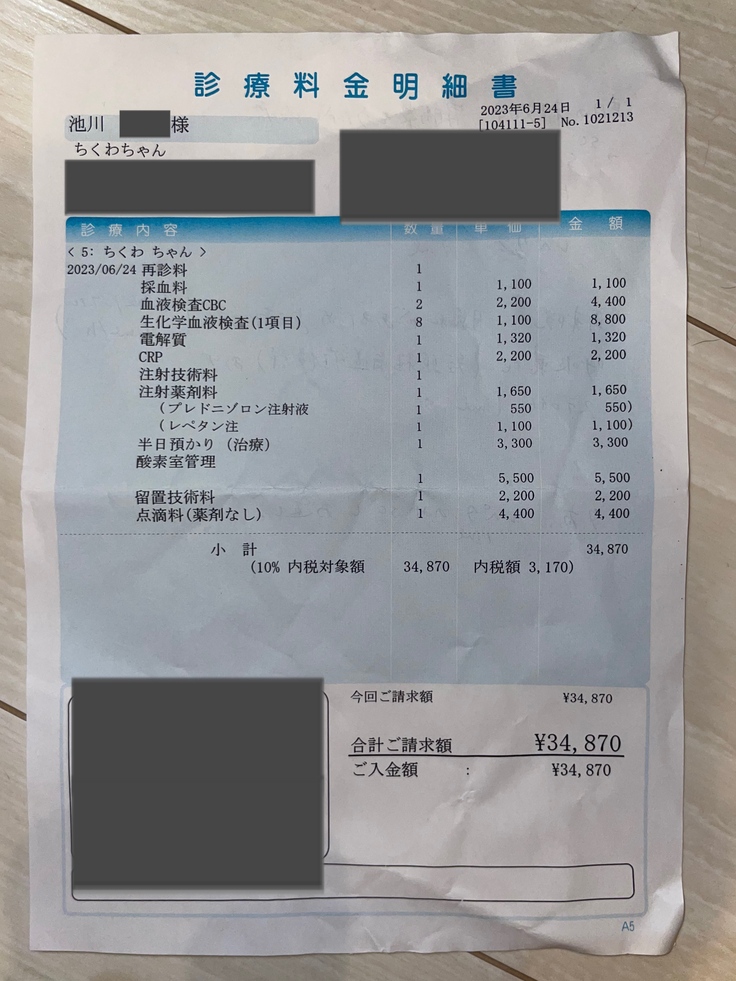 診療料金明細書
2023年6月24日 1 / 1
[104111-5] No.1021213
池川 様
ちくわちゃん
診療内容 数量 単価 金額
< 5: ちくわ ちゃん >
2023/06/24 再診料 1
採血料 1 1,100 1,100
血液検査CBC 2 2,200 4,400
生化学血液検査(1項目) 8 1,100 8,800
電解質 1 1,320 1,320
CRP 1 2,200 2,200
注射技術料 1
注射薬剤料 1 1,650 1,650
(プレドニゾロン注射液 1 550 550)
(レペタン注 1 1,100 1,100)
半日預かり (治療) 1 3,300 3,300
酸素室管理
1 5,500 5,500
留置技術料 1 2,200 2,200
点滴料(薬剤なし) 1 4,400 4,400
小 計 34,870
(10% 内税対象額 34,870 内税額 3,170)
今回ご請求額 ¥34,870
合計ご請求額 ¥34,870
ご入金額 : ¥34,870
A5